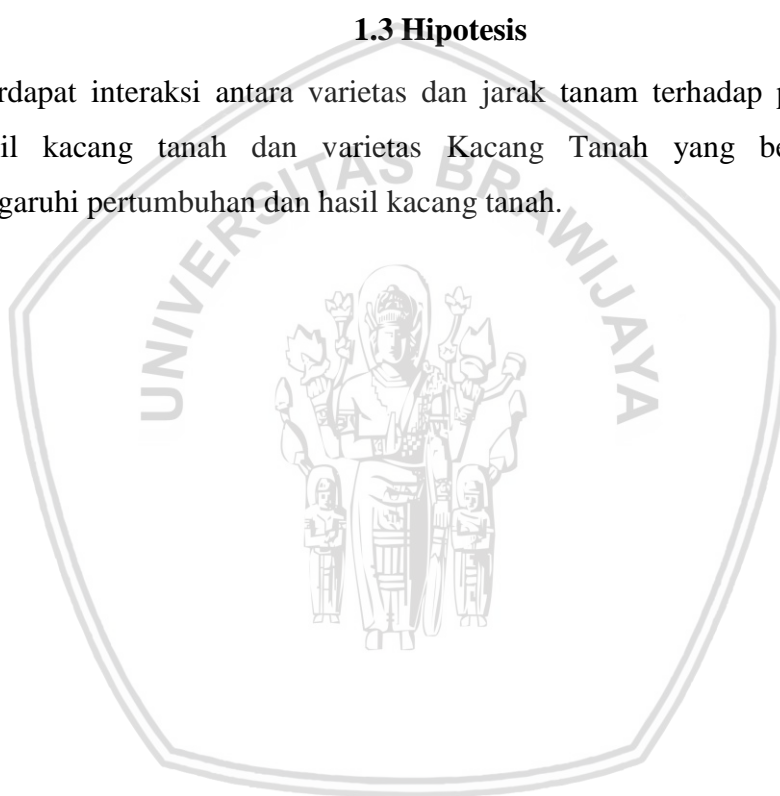 1.3 Hipotesis
rdapat interaksi antara varietas dan jarak tanam terhadap p
il kacang tanah dan varietas Kacang Tanah yang be
garuhi pertumbuhan dan hasil kacang tanah.
UNIVERSITAS BRAWIJAYA